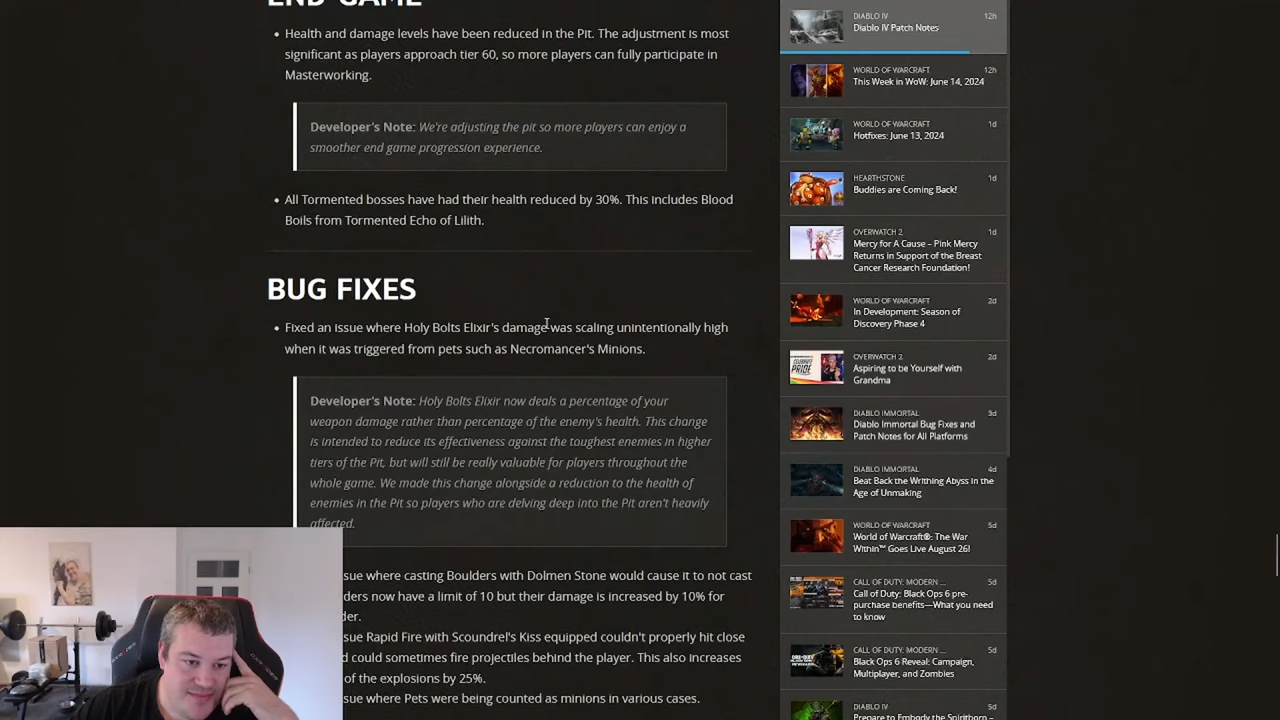 END-GAME
• Health and damage levels have been reduced in the Pit. The adjustment is most
significant as players approach tier 60, so more players can fully participate in
Masterworking.
Developer's Note: We're adjusting the pit so more players can enjoy a
smoother end game progression experience.
• All Tormented bosses have had their health reduced by 30%. This includes Blood
Boils from Tormented Echo of Lilith.
BUG FIXES
• Fixed an issue where Holy Bolts Elixir's damage was scaling unintentionally high
when it was triggered from pets such as Necromancer's Minions.
Developer's Note: Holy Bolts Elixir now deals a percentage of your
weapon damage rather than percentage of the enemy's health. This change
is intended to reduce its effectiveness against the toughest enemies in higher
tiers of the Pit, but will still be really valuable for players throughout the
whole game. We made this change alongside a reduction to the health of
enemies in the Pit so players who are delving deep into the Pit aren't heavily
affected.
sue where casting Boulders with Dolmen Stone would cause it to not cast
ders now have a limit of 10 but their damage is increased by 10% for
der.
sue Rapid Fire with Scoundrel's Kiss equipped couldn't properly hit close
d could sometimes fire projectiles behind the player. This also increases
of the explosions by 25%.
sue where Pets were being counted as minions in various cases.
DIABLO IV 12h
Diablo IV Patch Notes
WORLD OF WARCRAFT 12h
This Week in WoW: June 14, 2024
WORLD OF WARCRAFT 1d
Hotfixes: June 13, 2024
HEARTHSTONE 1d
Buddies are Coming Back!
OVERWATCH 2 1d
Mercy for A Cause – Pink Mercy
Returns in Support of the Breast
Cancer Research Foundation!
WORLD OF WARCRAFT 2d
In Development: Season of
Discovery Phase 4
OVERWATCH 2 2d
Aspiring to be Yourself with
Grandma
DIABLO IMMORTAL 3d
Diablo Immortal Bug Fixes and
Patch Notes for All Platforms
DIABLO IMMORTAL 4d
Beat Back the Writhing Abyss in the
Age of Unmaking
WORLD OF WARCRAFT 5d
World of Warcraft®: The War
Within™ Goes Live August 26!
CALL OF DUTY: MODERN ... 5d
Call of Duty: Black Ops 6 pre-
purchase benefits—What you need
to know
CALL OF DUTY: MODERN ... 5d
Black Ops 6 Reveal: Campaign,
Multiplayer, and Zombies
DIABLO IV 5d
Prepare to Embody the Spiritborn –